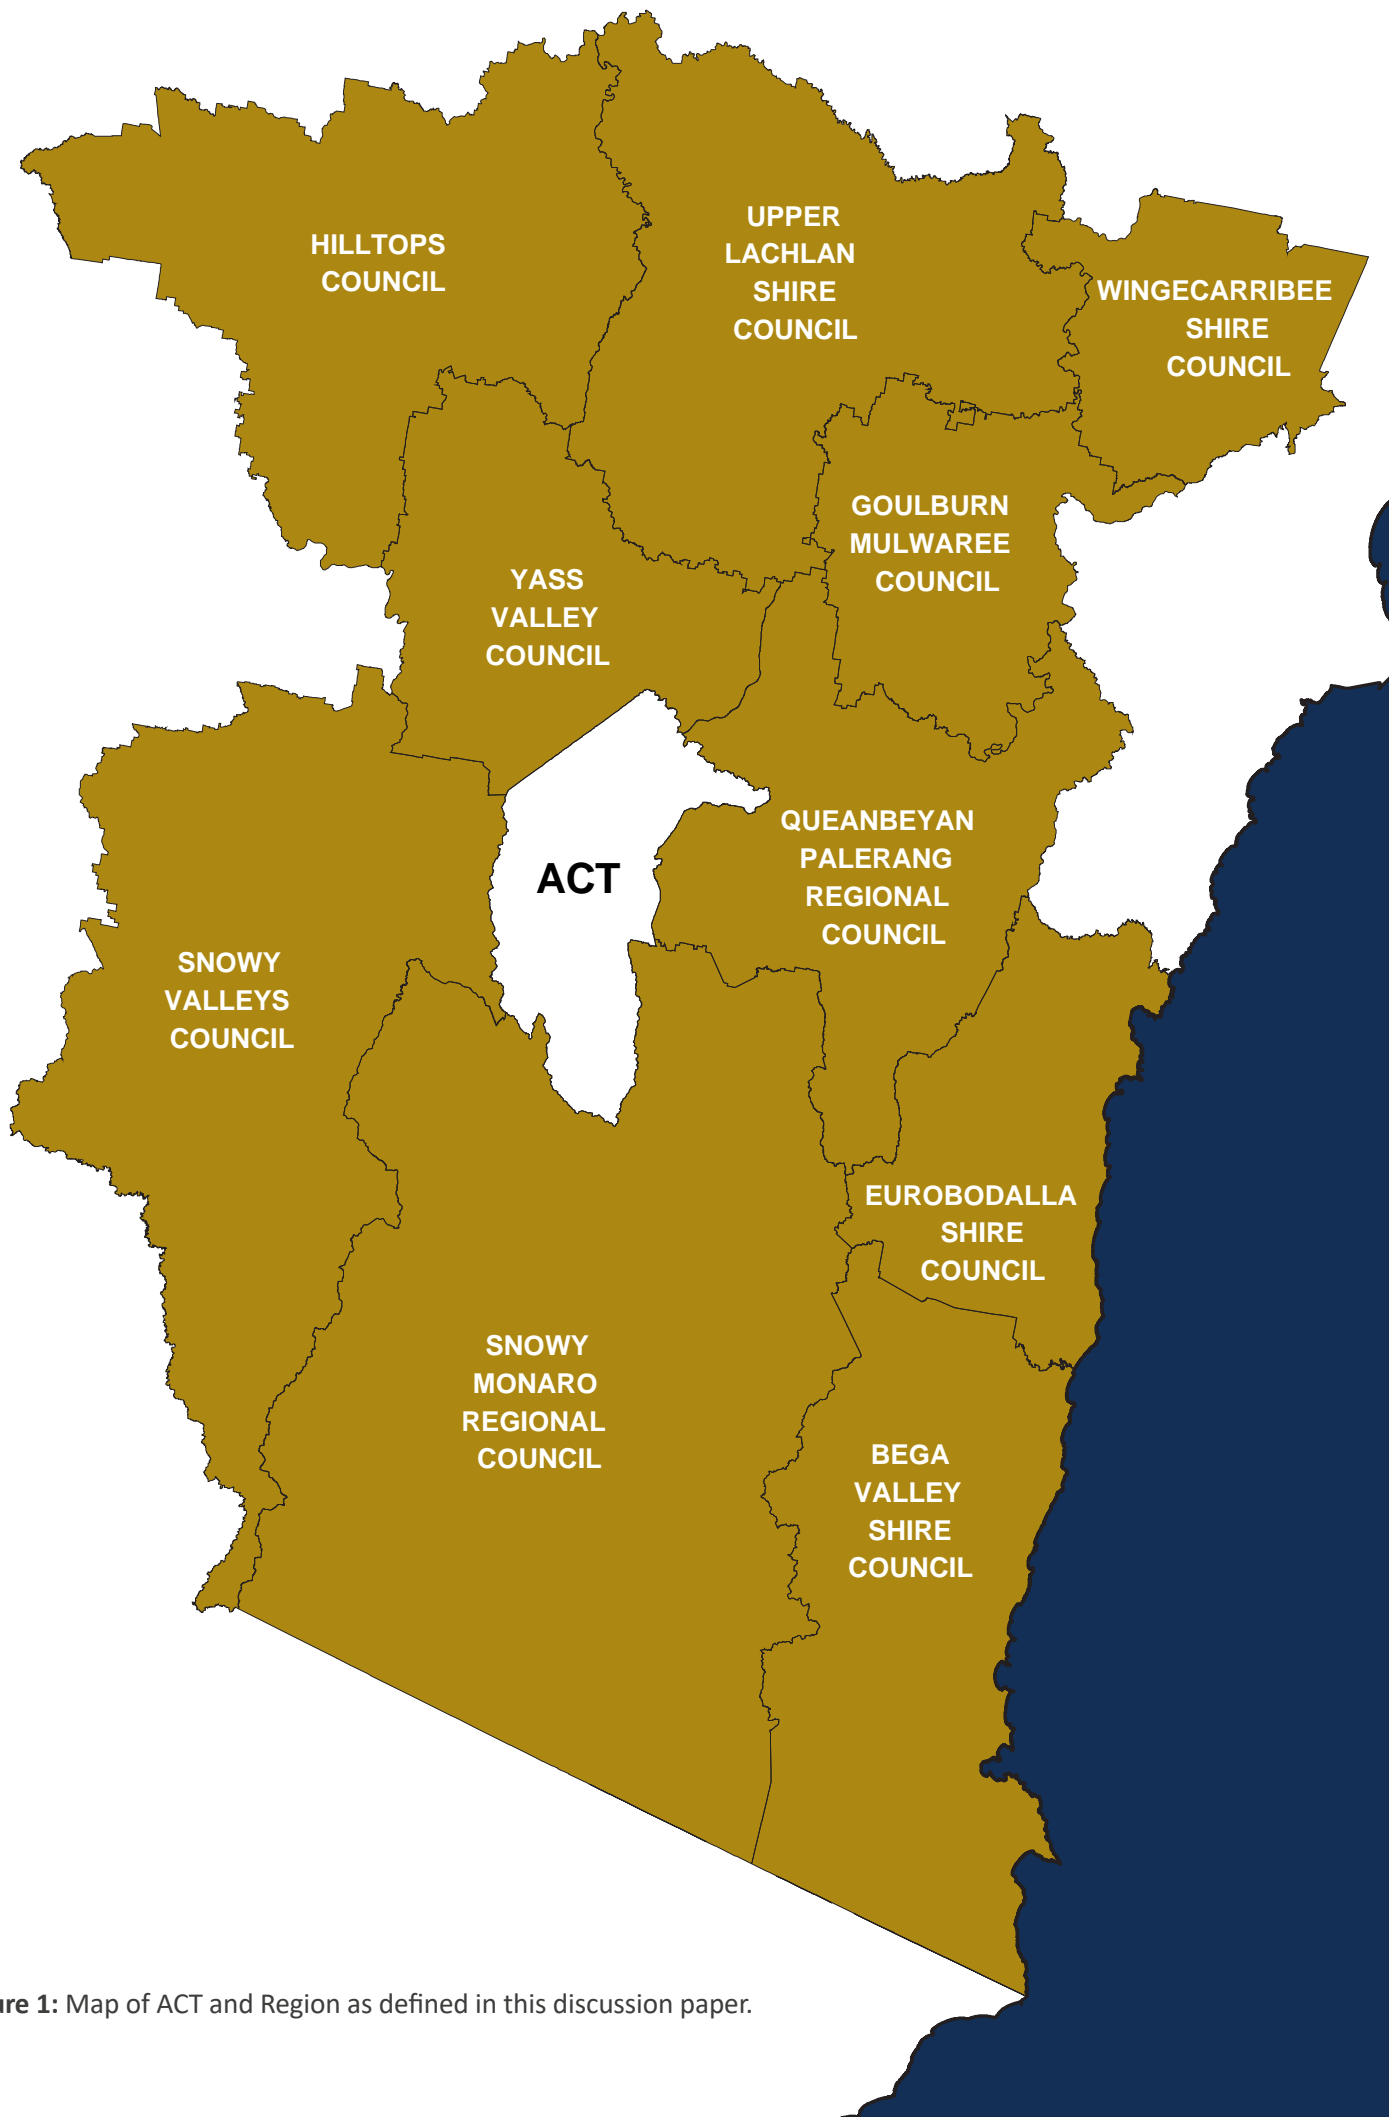 HILLTOPS
COUNCIL
UPPER
LACHLAN
SHIRE
COUNCIL
WINGECARRIBEE
SHIRE
COUNCIL
GOULBURN
MULWAREE
COUNCIL
YASS
VALLEY
COUNCIL
QUEANBEYAN
PALERANG
REGIONAL
COUNCIL
ACT
SNOWY
VALLEYS
COUNCIL
EUROBODALLA
SHIRE
COUNCIL
SNOWY
MONARO
REGIONAL
COUNCIL
BEGA
VALLEY
SHIRE
COUNCIL
ure 1: Map of ACT and Region as defined in this discussion paper.